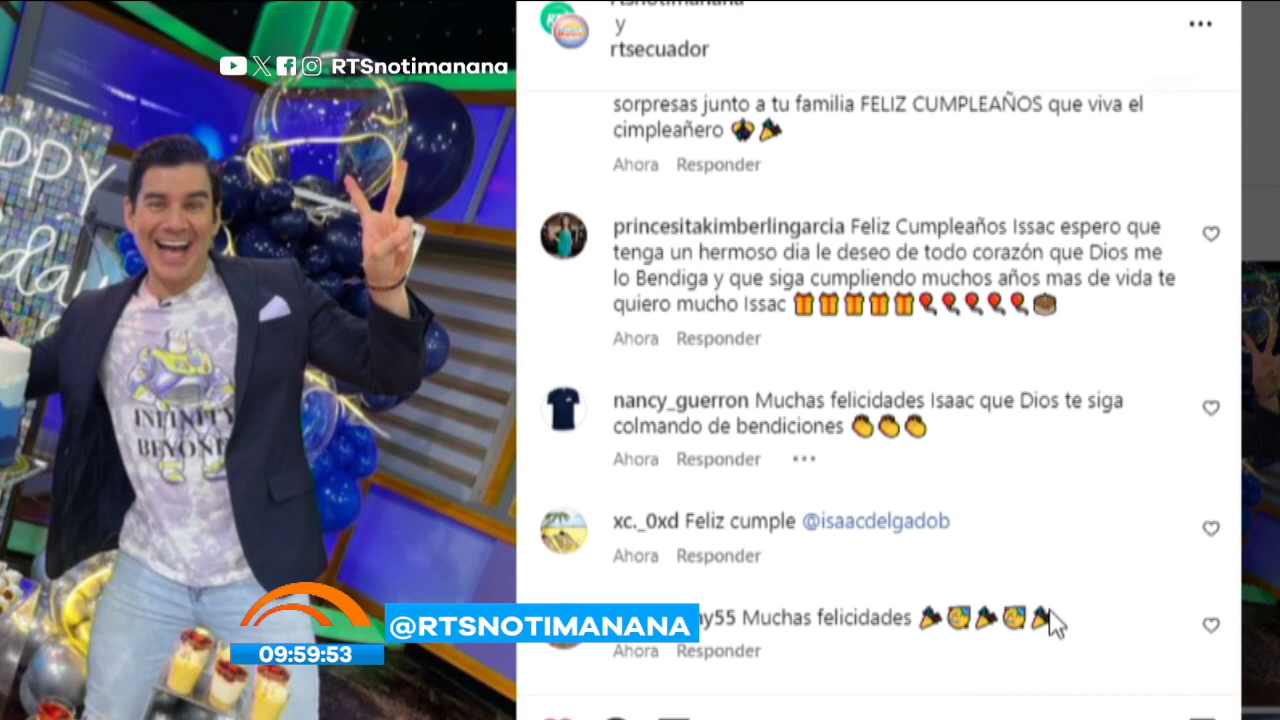 RTSnotimanana
PPY
day
INFINITY
BEYOND
rtsnotimanana
y
rtsecuador
sorpresas junto a tu familia FELIZ CUMPLEAÑOS que viva el
cimpleañero
Ahora Responder
princesitakimberlingarcia Feliz Cumpleaños Issac espero que
tenga un hermoso dia le deseo de todo corazón que Dios me
lo Bendiga y que siga cumpliendo muchos años mas de vida te
quiero mucho Issac
Ahora Responder
nancy_guerron Muchas felicidades Isaac que Dios te siga
colmando de bendiciones
Ahora Responder
xc._0xd Feliz cumple @isaacdelgadob
Ahora Responder
y55 Muchas felicidades
Ahora Responder
@RTSNOTIMANANA
09:59:53